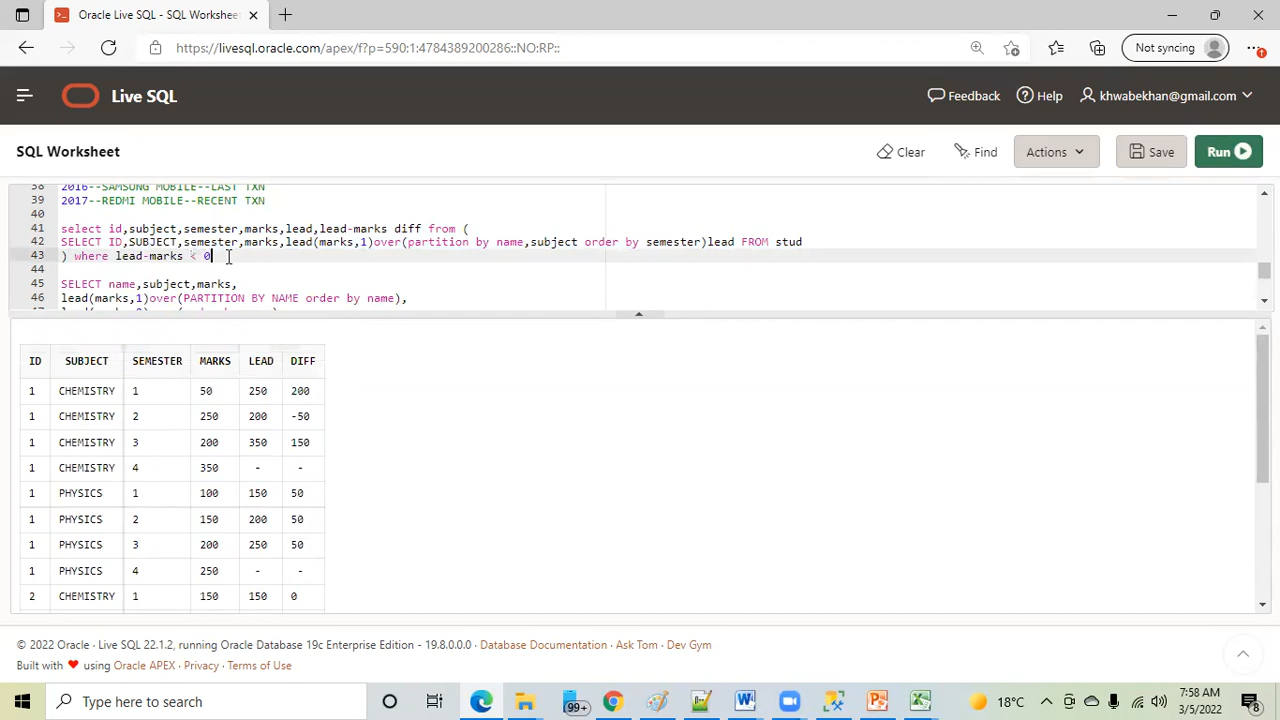 Oracle Live SQL - SQL Workshee
https://livesql.oracle.com/apex/f?p=590:1:4784389200286::NO:RP::
Not syncing
Live SQL
Feedback
Help
khwabekhan@gmail.com
SQL Worksheet
Clear
Find
Actions
Save
Run
38 2016--SAMSUNG MOBILE--LAST TXN
39 2017--REDMI MOBILE--RECENT TXN
40
41 select id,subject,semester,marks,lead,lead-marks diff from (
42 SELECT ID,SUBJECT,semester,marks,lead(marks,1)over(partition by name,subject order by semester)lead FROM stud
43 ) where lead-marks < 0
44
45 SELECT name,subject,marks,
46 lead(marks,1)over(PARTITION BY NAME order by name),
ID SUBJECT SEMESTER MARKS LEAD DIFF
1 CHEMISTRY 1 50 250 200
1 CHEMISTRY 2 250 200 -50
1 CHEMISTRY 3 200 350 150
1 CHEMISTRY 4 350 - -
1 PHYSICS 1 100 150 50
1 PHYSICS 2 150 200 50
1 PHYSICS 3 200 250 50
1 PHYSICS 4 250 - -
2 CHEMISTRY 1 150 150 0
© 2022 Oracle · Live SQL 22.1.2, running Oracle Database 19c Enterprise Edition - 19.8.0.0.0 · Database Documentation · Ask Tom · Dev Gym
Built with ❤ using Oracle APEX · Privacy · Terms of Use
Type here to search
99+
18°C
7:58 AM
3/5/2022
8